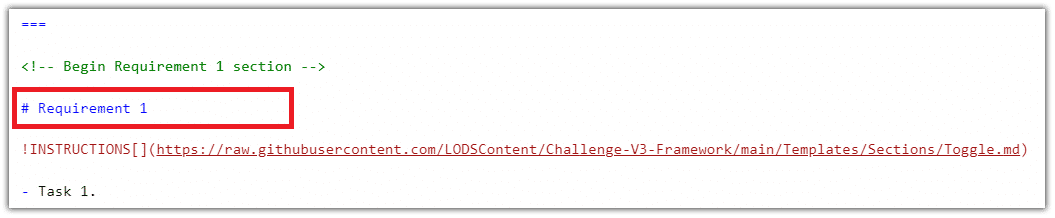 ===
<!-- Begin Requirement 1 section -->
# Requirement 1
!INSTRUCTIONS[](https://raw.githubusercontent.com/LODSContent/Challenge-V3-Framework/main/Templates/Sections/Toggle.md)
- Task 1.